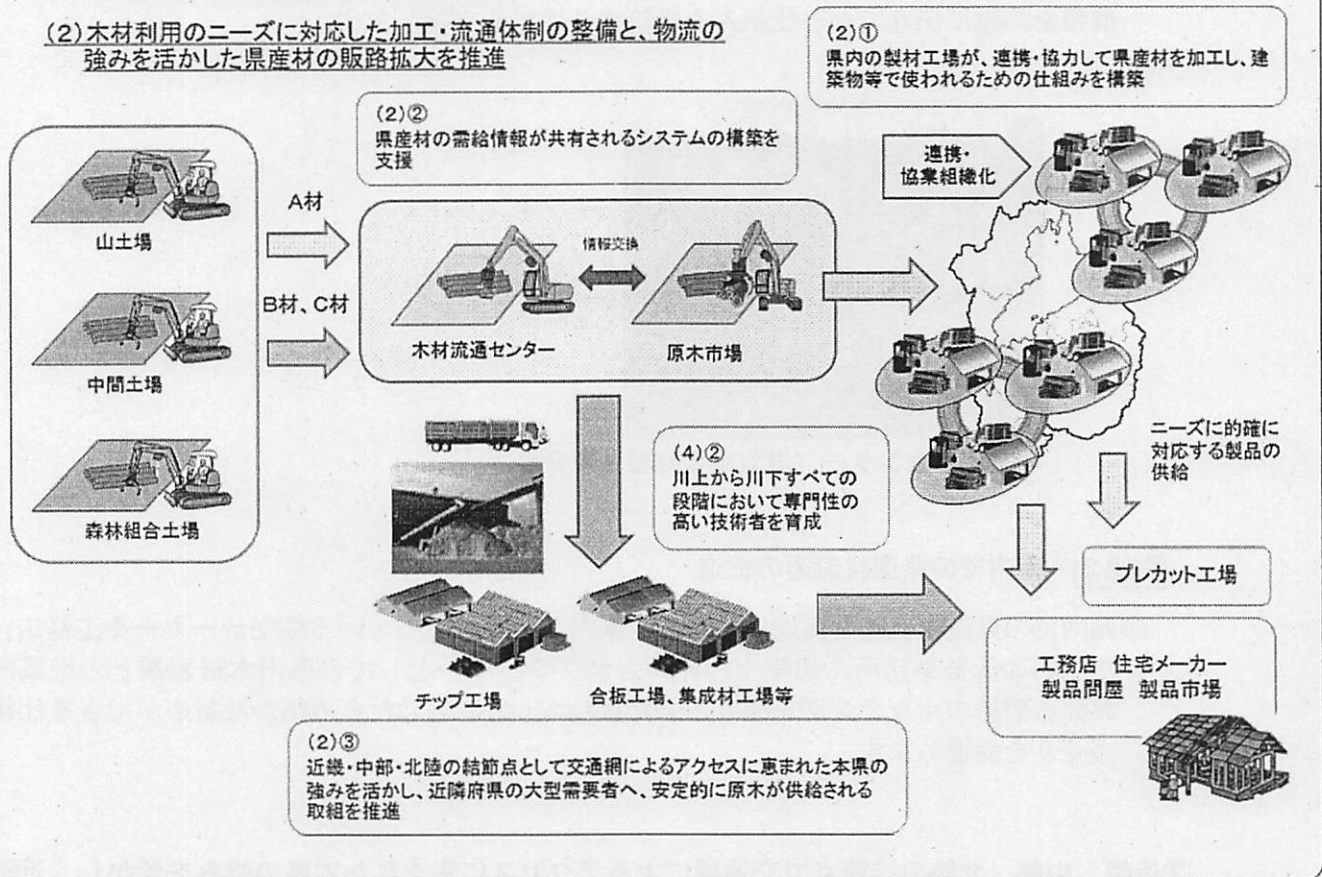 (2)木材利用のニーズに対応した加工・流通体制の整備と、物流の
強みを活かした県産材の販路拡大を推進
(2)①
県内の製材工場が、連携・協力して県産材を加工し、建
築物等で使われるための仕組みを構築
(2)②
県産材の需給情報が共有されるシステムの構築を
支援
連携・
協業組織化
山土場
中間土場
森林組合土場
A材
B材、C材
木材流通センター
情報交換
原木市場
(4)②
川上から川下すべての
段階において専門性の
高い技術者を育成
ニーズに的確に
対応する製品の
供給
プレカット工場
工務店 住宅メーカー
製品問屋 製品市場
チップ工場
合板工場、集成材工場等
(2)③
近畿・中部・北陸の結節点として交通網によるアクセスに恵まれた本県の
強みを活かし、近隣府県の大型需要者へ、安定的に原木が供給される
取組を推進